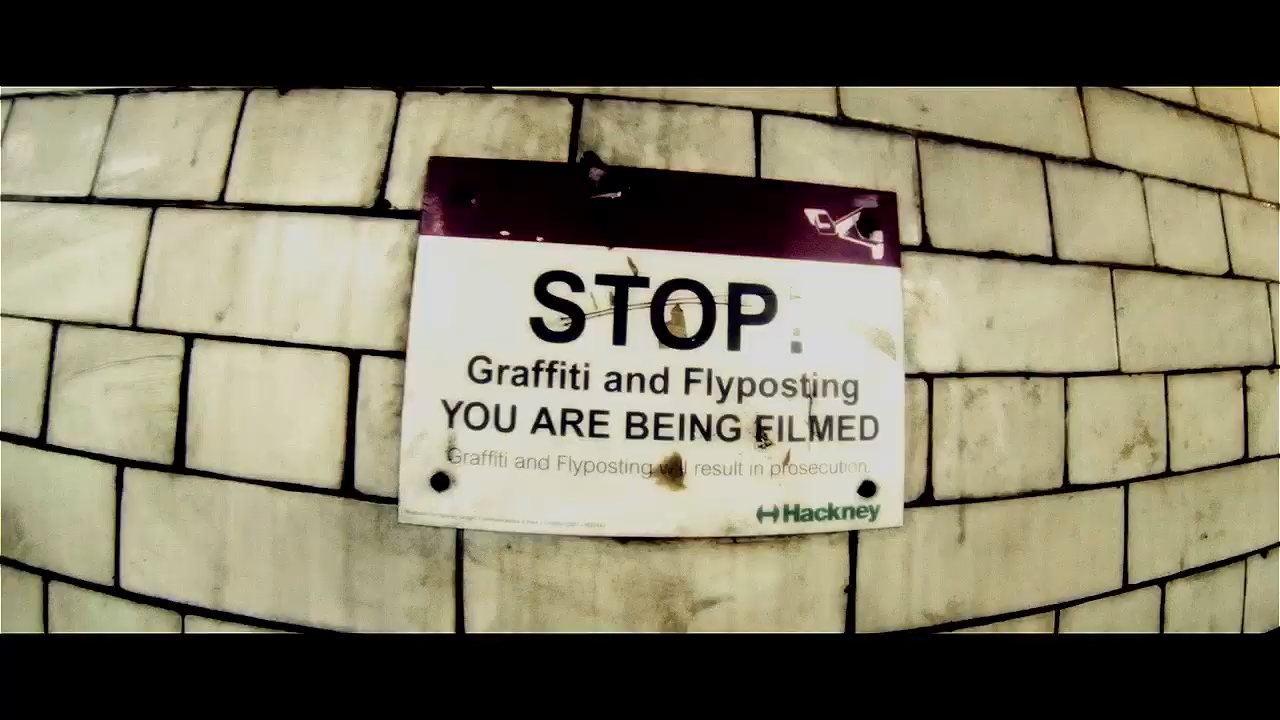 STOP
Graffiti and Flyposting
YOU ARE BEING FILMED
Graffiti and Flyposting will result in prosecution.
Hackney